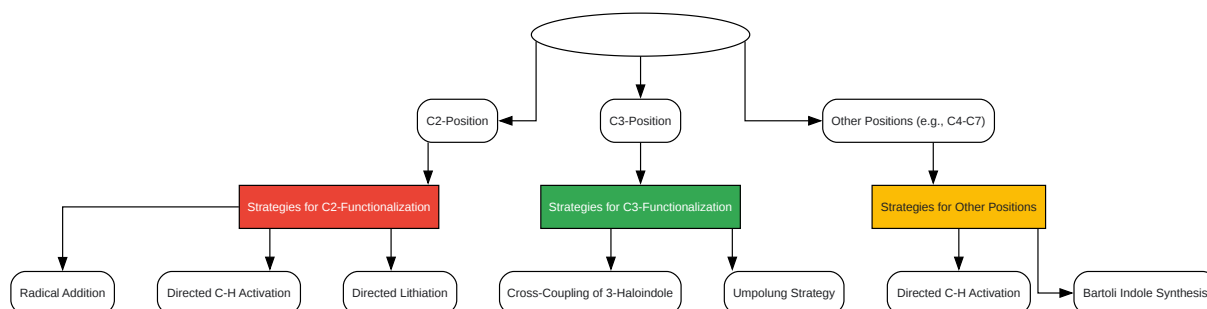 C2-Position
C3-Position
Other Positions (e.g., C4-C7)
Strategies for C2-Functionalization
Strategies for C3-Functionalization
Strategies for Other Positions
Radical Addition
Directed C-H Activation
Directed Lithiation
Cross-Coupling of 3-Haloindole
Umpolung Strategy
Directed C-H Activation
Bartoli Indole Synthesis